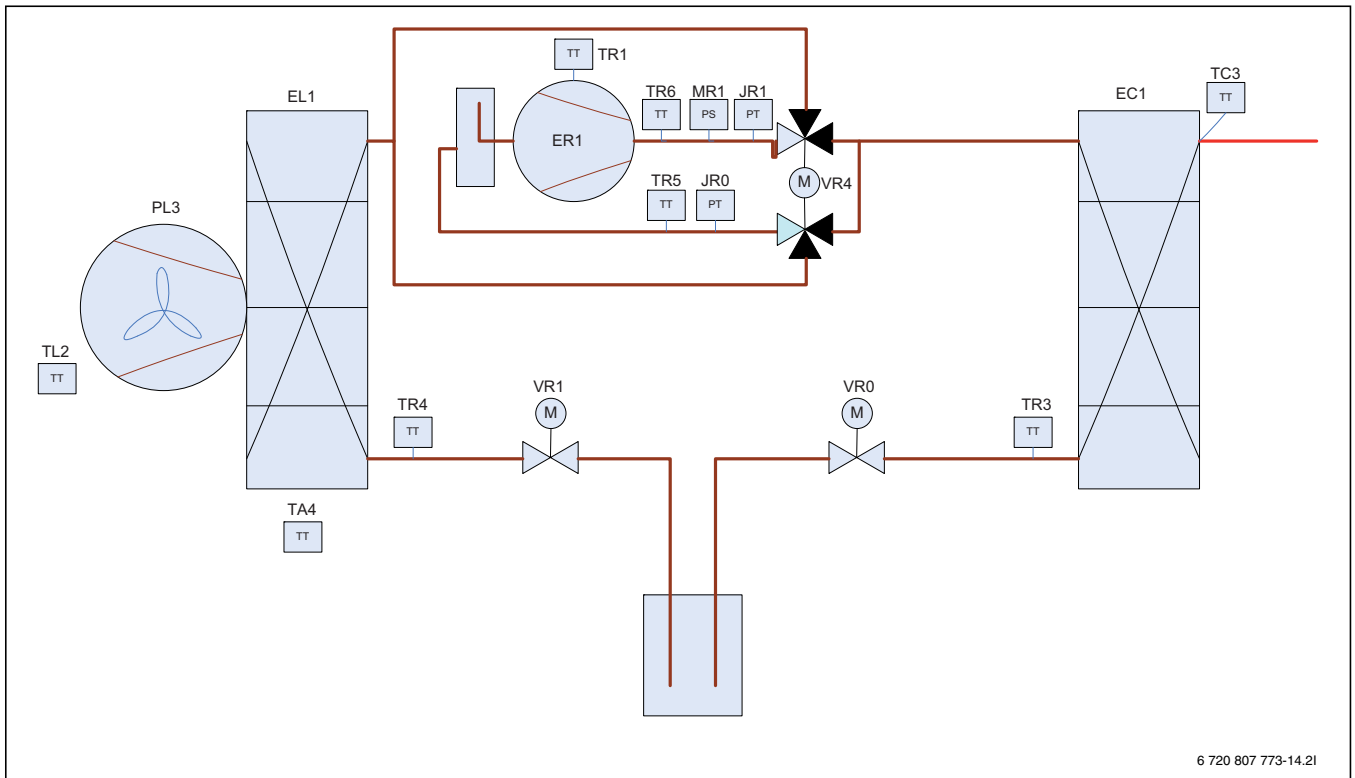 TT TR1
EL1
TR6 MR1 JR1
TT PS PT
ER1
TC3
TT
EC1
M VR4
TR5 JR0
TT PT
PL3
TL2
TT
TR4
TT
VR1
M
VR0
M
TR3
TT
TA4
TT
6 720 807 773-14.2I